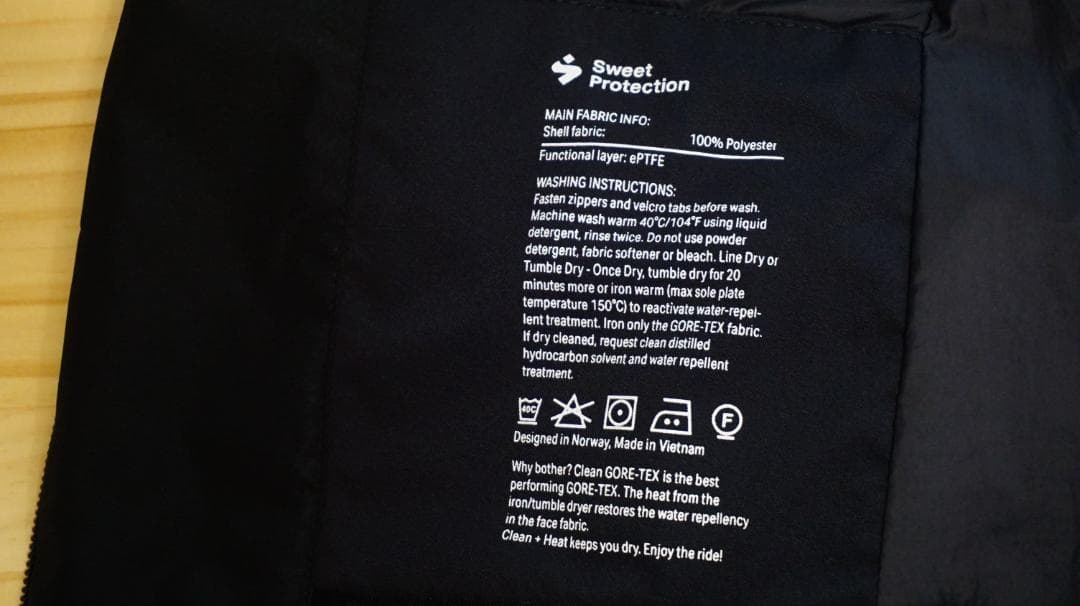 Sweet
Protection
MAIN FABRIC INFO:
Shell fabric: 100% Polyester
Functional layer: ePTFE
WASHING INSTRUCTIONS:
Fasten zippers and velcro tabs before wash.
Machine wash warm 40°C/104°F using liquid
detergent, rinse twice. Do not use powder
detergent, fabric softener or bleach. Line Dry or
Tumble Dry - Once Dry, tumble dry for 20
minutes more or iron warm (max sole plate
temperature 150°C) to reactivate water-repel-
lent treatment. Iron only the GORE-TEX fabric.
If dry cleaned, request clean distilled
hydrocarbon solvent and water repellent
treatment.
40C F
Designed in Norway, Made in Vietnam
Why bother? Clean GORE-TEX is the best
performing GORE-TEX. The heat from the
iron/tumble dryer restores the water repellency
in the face fabric.
Clean + Heat keeps you dry. Enjoy the ride!